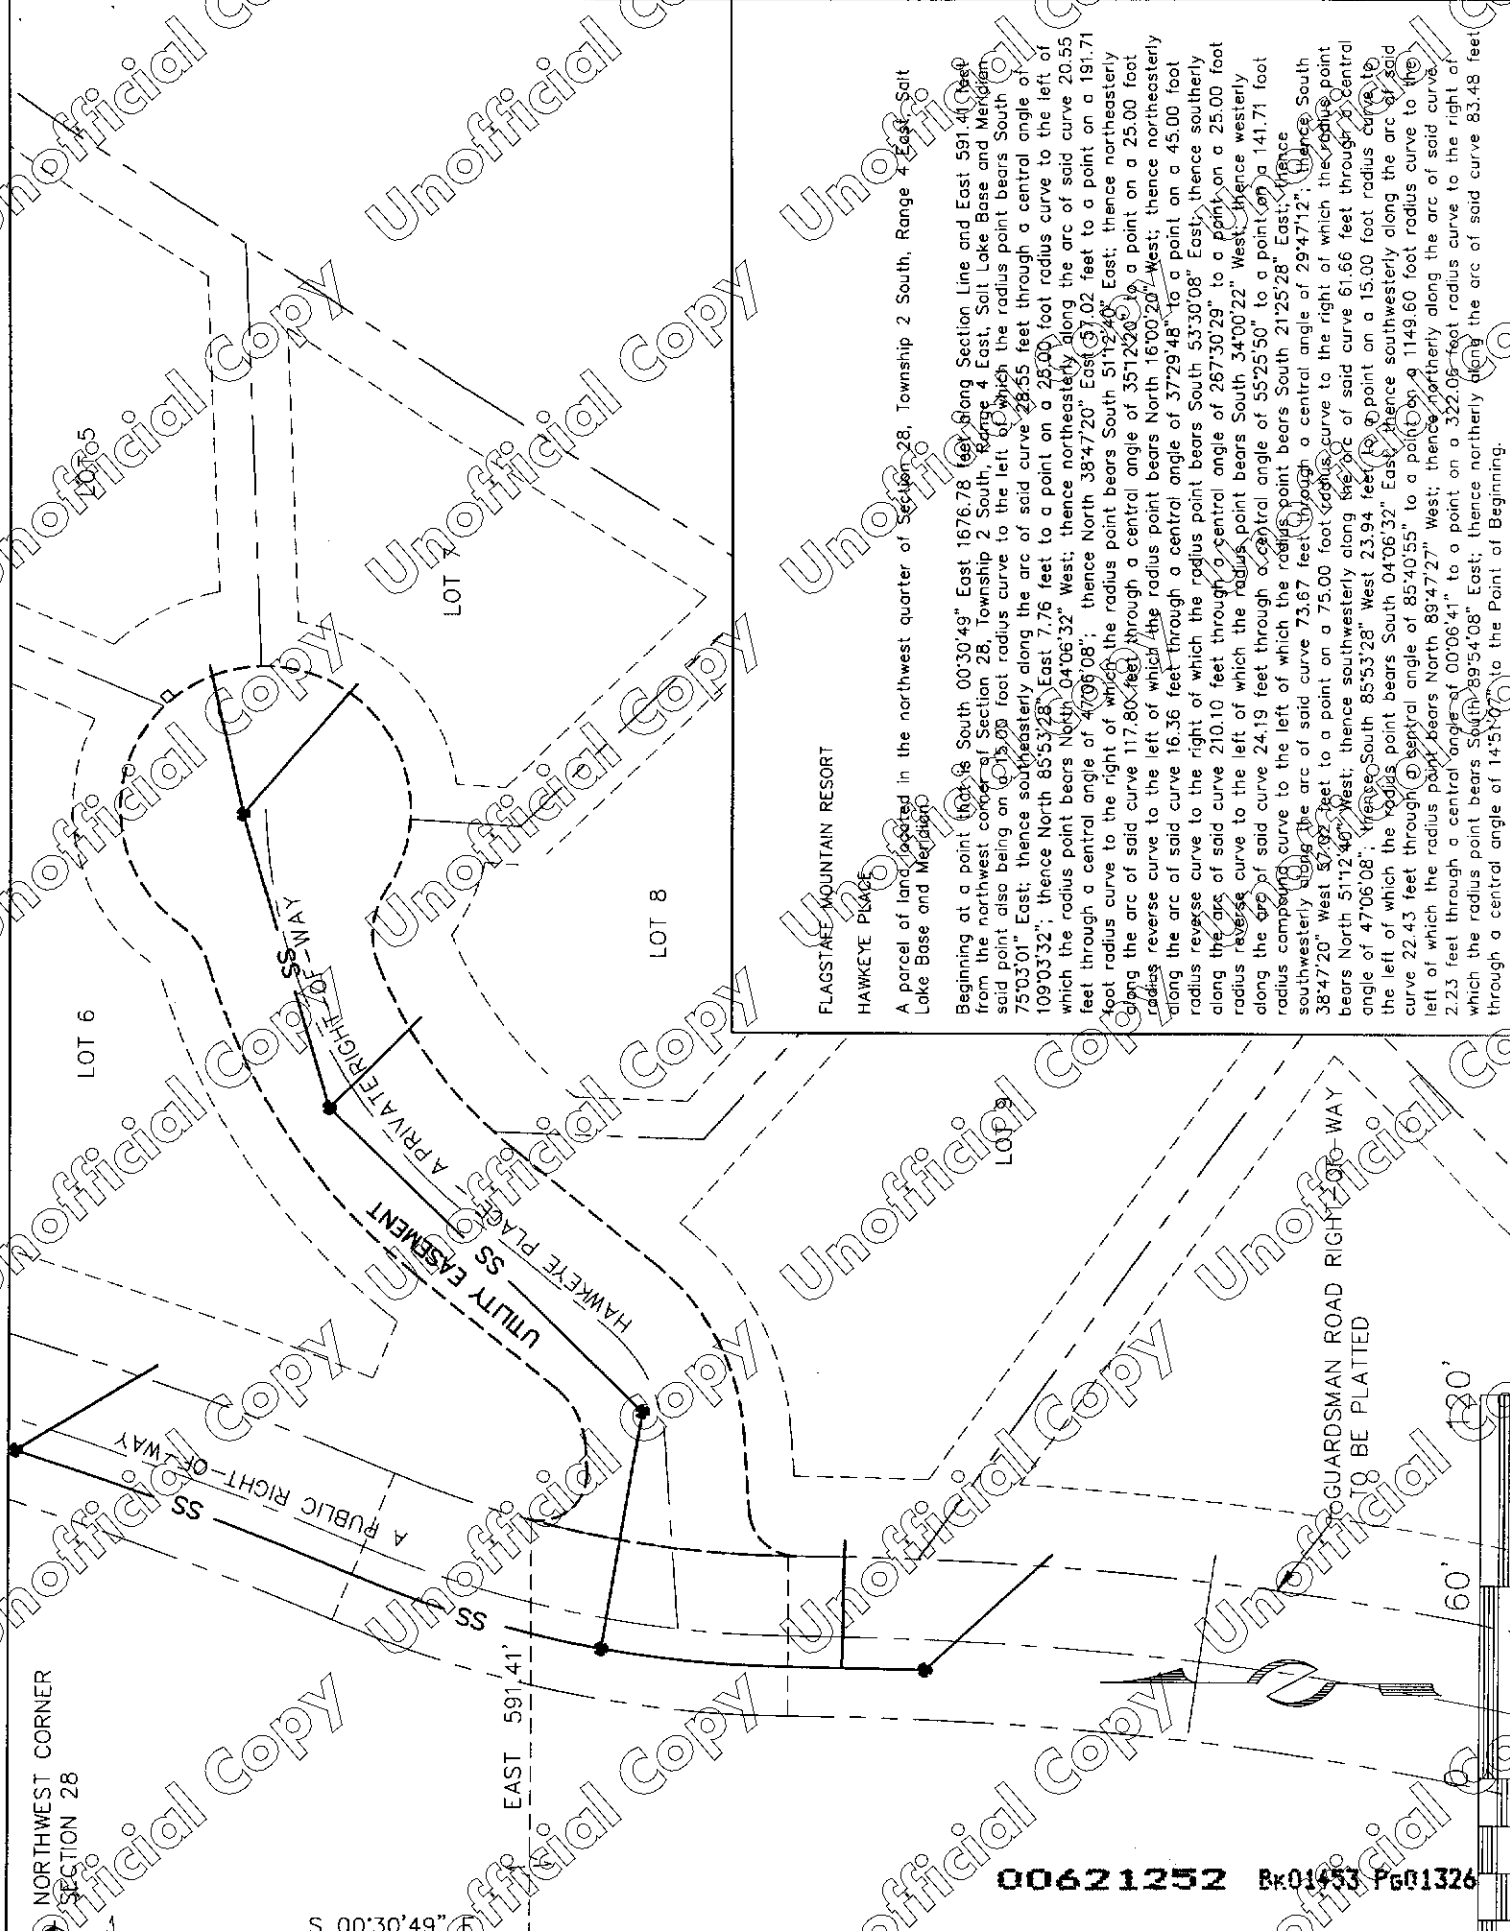 NORTHWEST CORNER
SECTION 28
S 00°30'49" E
EAST 591.41'
LOT 5
LOT 7
LOT 6
LOT 8
LOT 9
SS
SS
SS
SS
A PUBLIC RIGHT-OF-WAY
HAWKEYE PLACE
A PRIVATE RIGHT-OF-WAY
UTILITY EASEMENT
GUARDSMAN ROAD RIGHT-OF-WAY
TO BE PLATTED
0 60' 120'
FLAGSTAFF MOUNTAIN RESORT
HAWKEYE PLACE
A parcel of land located in the northwest quarter of Section 28, Township 2 South, Range 4 East, Salt
Lake Base and Meridian.
Beginning at a point that is South 00°30'49" East 1676.78 feet along Section Line and East 591.41 feet
from the northwest corner of Section 28, Township 2 South, Range 4 East, Salt Lake Base and Meridian
said point also being on a 15.00 foot radius curve to the left of which the radius point bears South
75°03'01" East; thence southeasterly along the arc of said curve 28.55 feet through a central angle of
109°03'32"; thence North 85°53'28" East 7.76 feet to a point on a 25.00 foot radius curve to the left of
which the radius point bears North 04°06'32" West; thence northeasterly along the arc of said curve 20.55
feet through a central angle of 47°06'08"; thence North 38°47'20" East 57.02 feet to a point on a 191.71
foot radius curve to the right of which the radius point bears South 51°12'40" East; thence northeasterly
along the arc of said curve 117.80 feet through a central angle of 35°12'20" to a point on a 25.00 foot
radius reverse curve to the left of which the radius point bears North 16°00'20" West; thence northeasterly
along the arc of said curve 16.36 feet through a central angle of 37°29'48" to a point on a 45.00 foot
radius reverse curve to the right of which the radius point bears South 53°30'08" East; thence southerly
along the arc of said curve 210.10 feet through a central angle of 267°30'29" to a point on a 25.00 foot
radius reverse curve to the left of which the radius point bears South 34°00'22" West; thence westerly
along the arc of said curve 24.19 feet through a central angle of 55°25'50" to a point on a 141.71 foot
radius compound curve to the left of which the radius point bears South 21°25'28" East; thence
southwesterly along the arc of said curve 73.67 feet through a central angle of 29°47'12"; thence South
38°47'20" West 57.02 feet to a point on a 75.00 foot radius curve to the right of which the radius point
bears North 51°12'40" West; thence southwesterly along the arc of said curve 61.66 feet through a central
angle of 47°06'08"; thence South 85°53'28" West 23.94 feet to a point on a 15.00 foot radius curve to
the left of which the radius point bears South 04°06'32" East; thence southwesterly along the arc of said
curve 22.43 feet through a central angle of 85°40'55" to a point on a 1149.60 foot radius curve to the
left of which the radius point bears North 89°47'27" West; thence northerly along the arc of said curve
2.23 feet through a central angle of 00°06'41" to a point on a 322.06 foot radius curve to the right of
which the radius point bears South 89°54'08" East; thence northerly along the arc of said curve 83.48 feet
through a central angle of 14°51'07" to the Point of Beginning.
00621252 BK01453 PG01326
Unofficial Copy